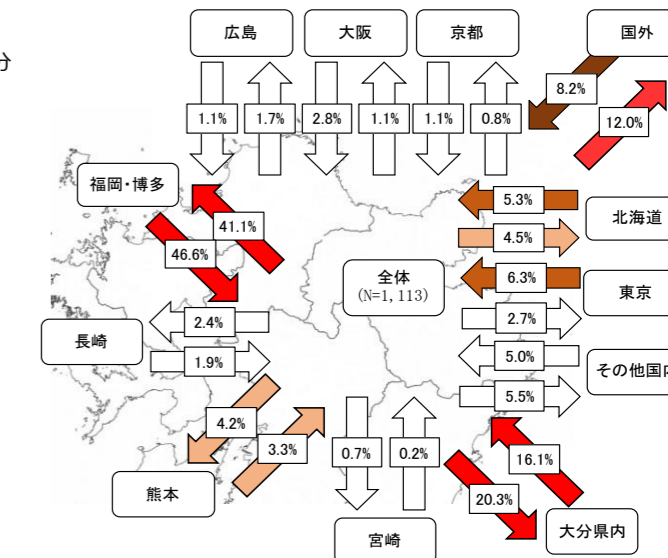 広島
大阪
京都
国外
分
1.1%
1.7%
2.8%
1.1%
1.1%
0.8%
8.2%
12.0%
福岡・博多
41.1%
46.6%
5.3%
北海道
4.5%
全体
(N=1,113)
6.3%
東京
2.7%
長崎
2.4%
1.9%
5.0%
その他国内
5.5%
4.2%
3.3%
熊本
0.7%
0.2%
16.1%
20.3%
大分県内
宮崎